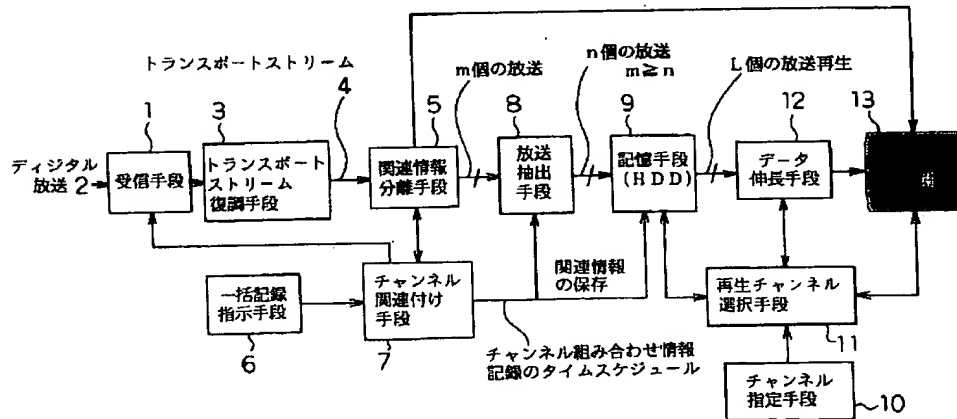 トランスポートストリーム
m個の放送
n個の放送
m≧n
L個の放送再生
1
3
4
5
8
9
12
13
ディジタル
放送2
受信手段
トランスポート
ストリーム
復調手段
関連情報
分離手段
放送
抽出
手段
記憶手段
(HDD)
データ
伸長手段
一括記録
指示手段
チャンネル
関連付け
手段
関連情報
の保存
再生チャンネル
選択手段
6
7
チャンネル組み合わせ情報
記録のタイムスケジュール
11
チャンネル
指定手段
10